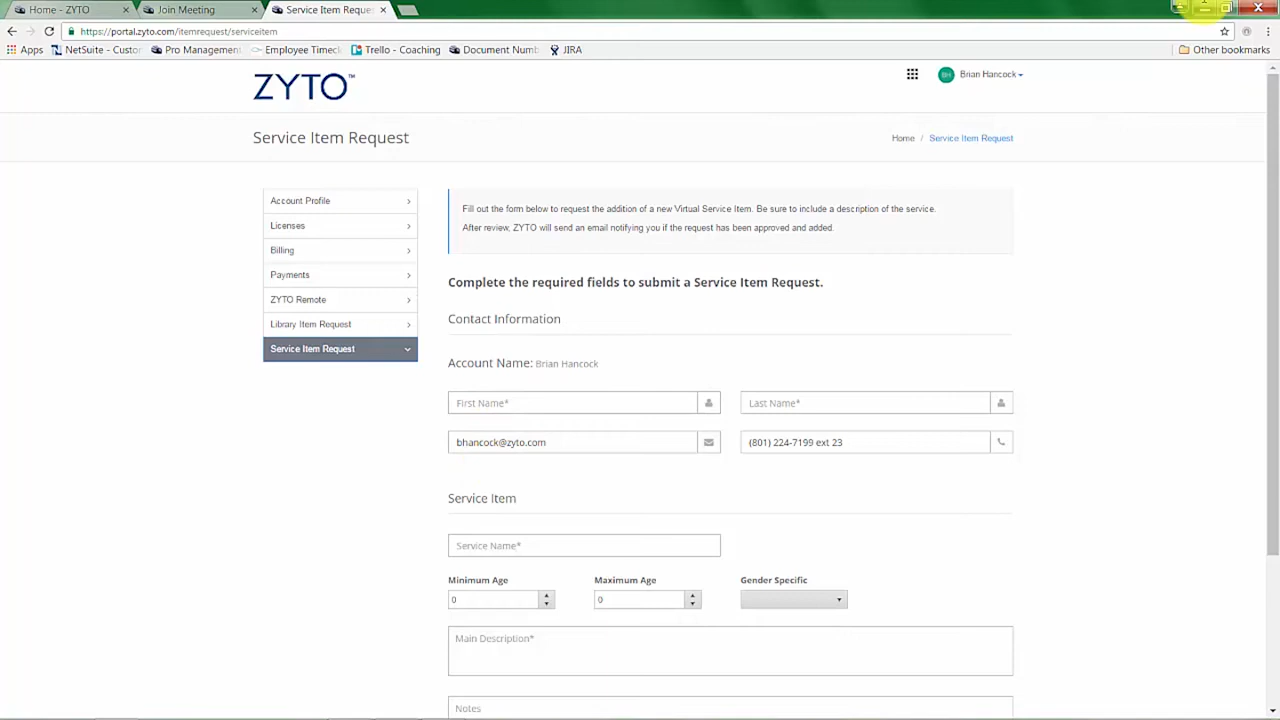 Home - ZYTO
Join Meeting
Service Item Reques
https://portal.zyto.com/itemrequest/serviceitem
Apps
NetSuite - Custom
Pro Management
Employee Timecl
Trello - Coaching
Document Numb
JIRA
Other bookmarks
ZYTO™
BH
Brian Hancock
Service Item Request
Home / Service Item Request
Account Profile
Licenses
Billing
Payments
ZYTO Remote
Library Item Request
Service Item Request
Fill out the form below to request the addition of a new Virtual Service Item. Be sure to include a description of the service.
After review, ZYTO will send an email notifying you if the request has been approved and added.
Complete the required fields to submit a Service Item Request.
Contact Information
Account Name: Brian Hancock
First Name*
Last Name*
bhancock@zyto.com
(801) 224-7199 ext 23
Service Item
Service Name*
Minimum Age
Maximum Age
Gender Specific
0
0
Main Description*
Notes